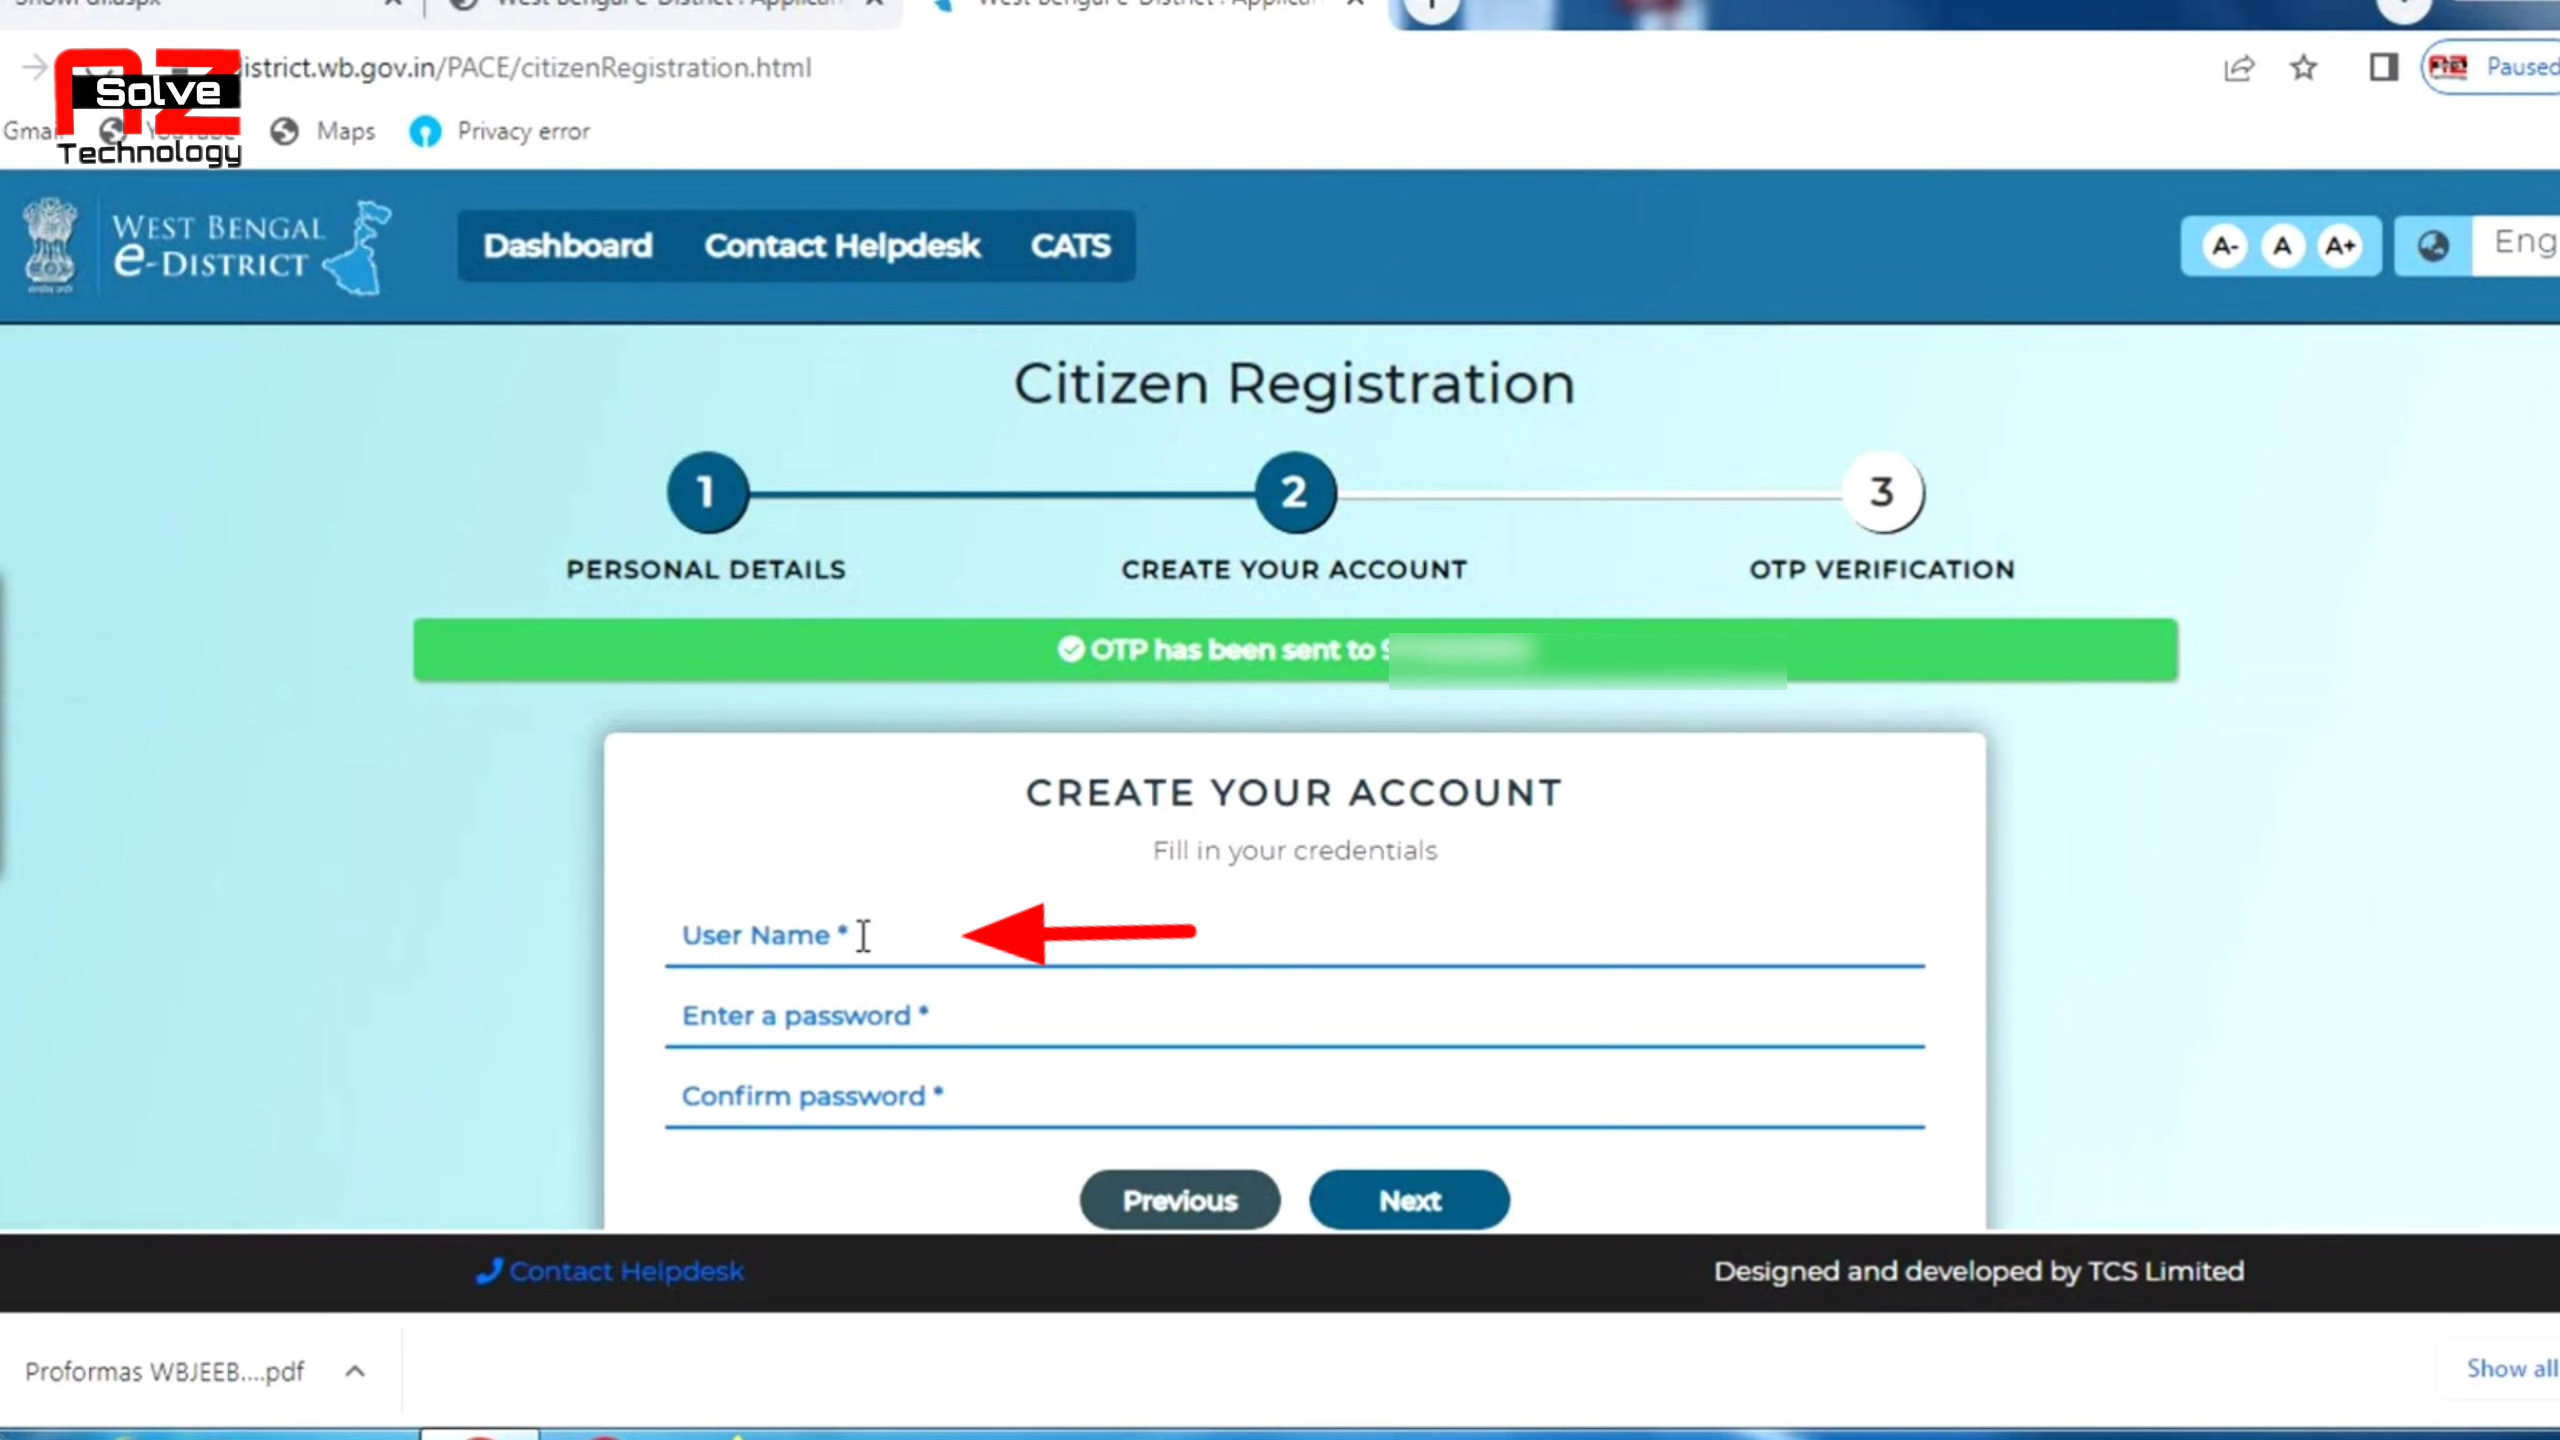 istrict.wb.gov.in/PACE/citizenRegistration.html
Paused
Solve
Technology
Maps
Privacy error
WEST BENGAL
e-DISTRICT
Dashboard
Contact Helpdesk
CATS
A-
A
A+
Eng
Citizen Registration
1
2
3
PERSONAL DETAILS
CREATE YOUR ACCOUNT
OTP VERIFICATION
OTP has been sent to 9
CREATE YOUR ACCOUNT
Fill in your credentials
User Name *
Enter a password *
Confirm password *
Previous
Next
Contact Helpdesk
Designed and developed by TCS Limited
Proformas WBJEEB....pdf
Show all